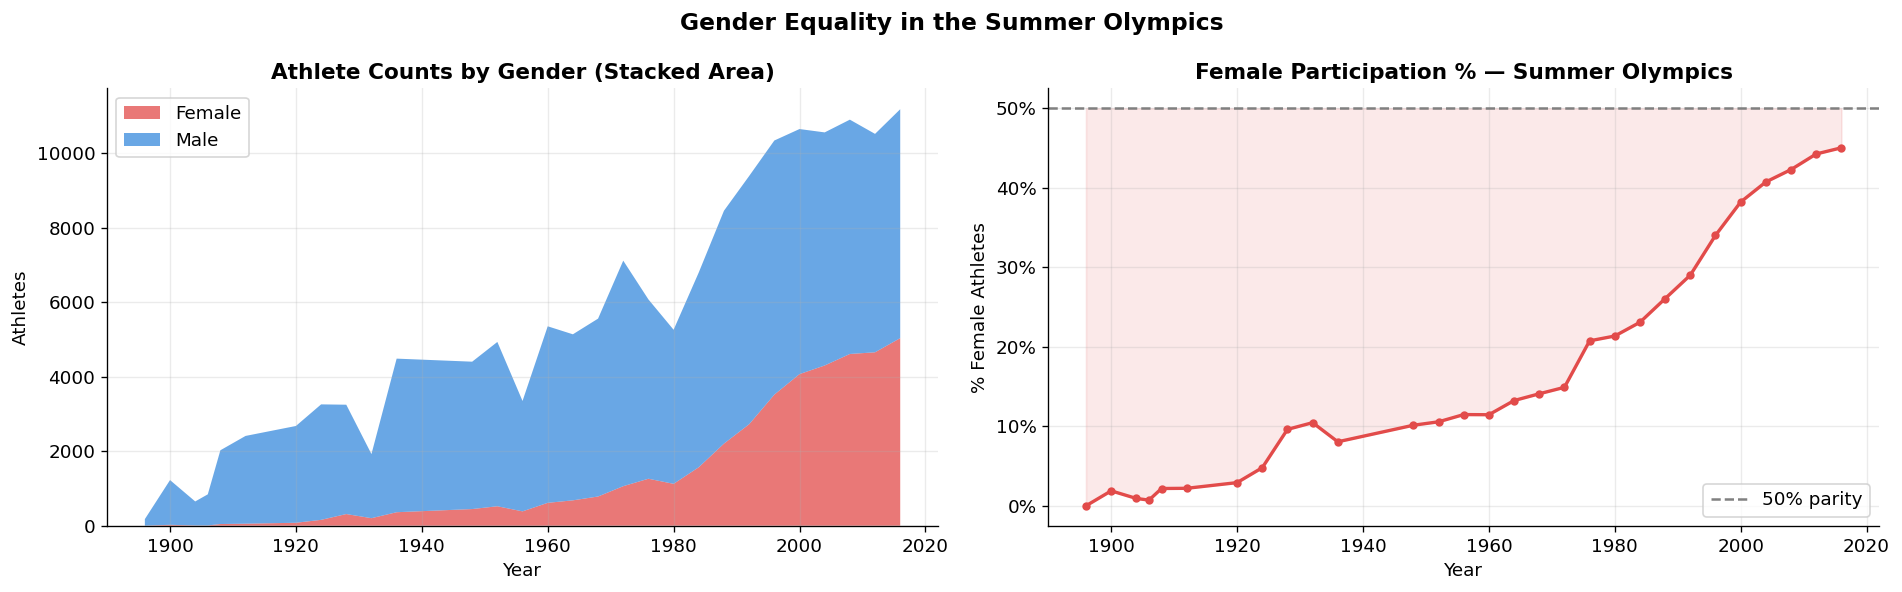 Gender Equality in the Summer Olympics
Athlete Counts by Gender (Stacked Area)
Female
Male
Athletes
10000
8000
6000
4000
2000
0
1900 1920 1940 1960 1980 2000 2020
Year
Female Participation % — Summer Olympics
% Female Athletes
50%
40%
30%
20%
10%
0%
50% parity
1900 1920 1940 1960 1980 2000 2020
Year